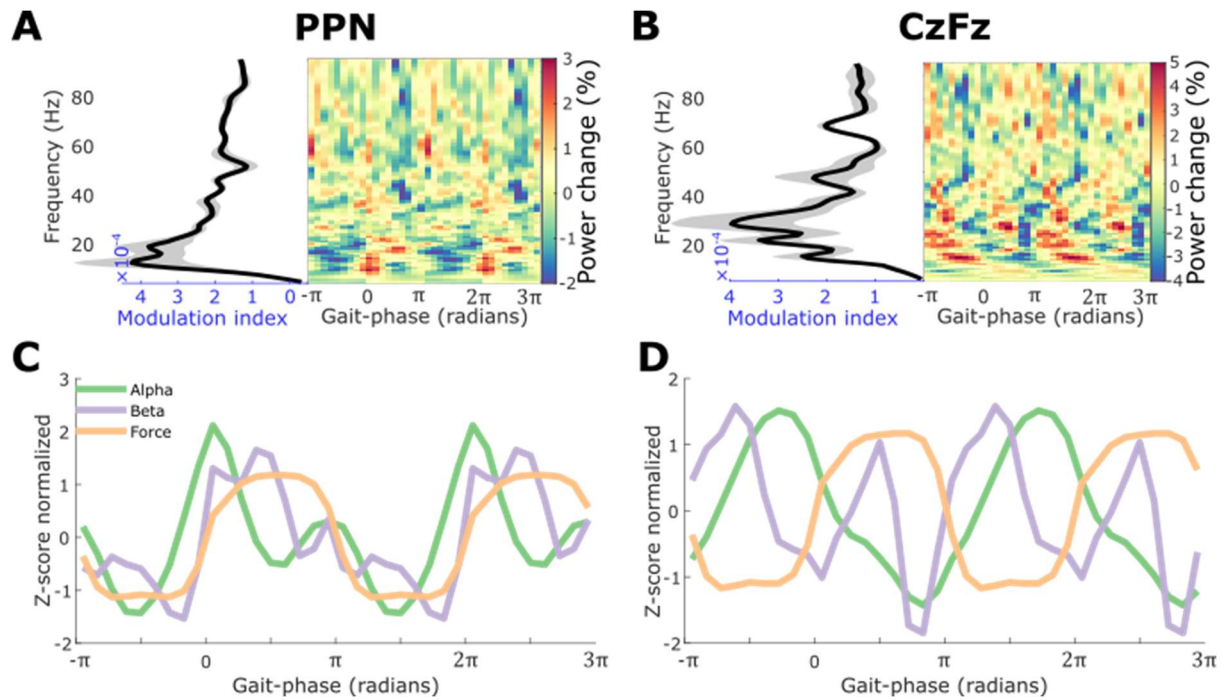 A
PPN
Frequency (Hz)
80
60
40
20
×10⁻⁴
4 3 2 1 0
Modulation index
-π 0 π 2π 3π
Gait-phase (radians)
3
2
1
0
-1
-2
Power change (%)
B
CzFz
Frequency (Hz)
80
60
40
20
×10⁻⁴
4 3 2 1
Modulation index
-π 0 π 2π 3π
Gait-phase (radians)
5
4
3
2
1
0
-1
-2
-3
-4
Power change (%)
C
Z-score normalized
3
2
1
0
-1
-2
Alpha
Beta
Force
-π 0 π 2π 3π
Gait-phase (radians)
D
Z-score normalized
2
1
0
-1
-2
-π 0 π 2π 3π
Gait-phase (radians)